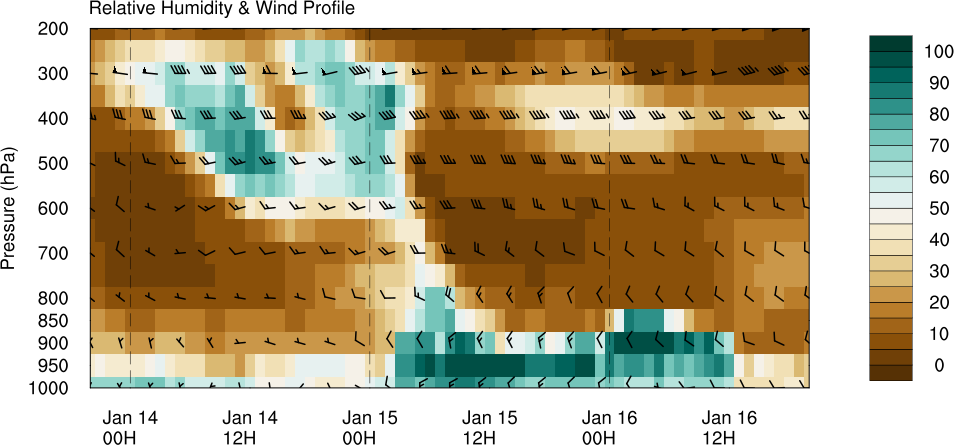 Relative Humidity & Wind Profile
Pressure (hPa)
200
300
400
500
600
700
800
850
900
950
1000
Jan 14 00H
Jan 14 12H
Jan 15 00H
Jan 15 12H
Jan 16 00H
Jan 16 12H
100
90
80
70
60
50
40
30
20
10
0